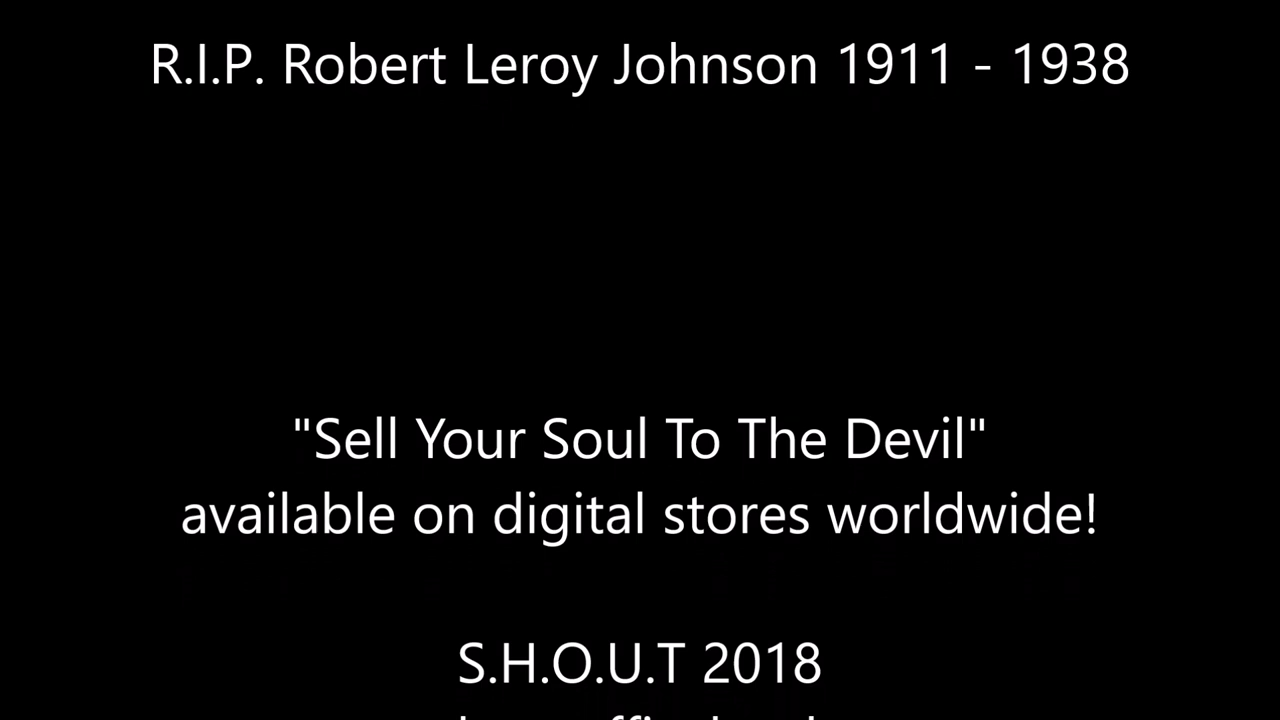 R.I.P. Robert Leroy Johnson 1911 - 1938
"Sell Your Soul To The Devil"
available on digital stores worldwide!
S.H.O.U.T 2018